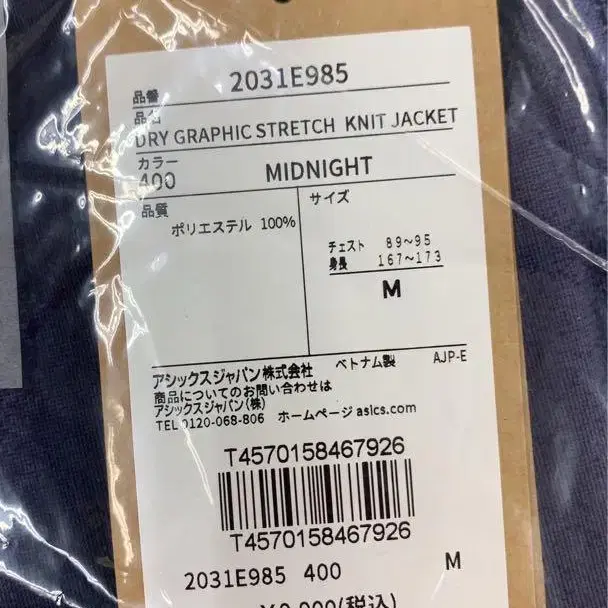 品番 2031E985
品名
DRY GRAPHIC STRETCH KNIT JACKET
カラー
400 MIDNIGHT
品質
ポリエステル 100%
サイズ
チェスト 89~95
身長 167~173
M
アシックスジャパン株式会社 ベトナム製 AJP-E
商品についてのお問い合わせは
アシックスジャパン(株)
TEL 0120-068-806 ホームページ asics.com
T4570158467926
T4570158467926
2031E985 400 M
(税込)